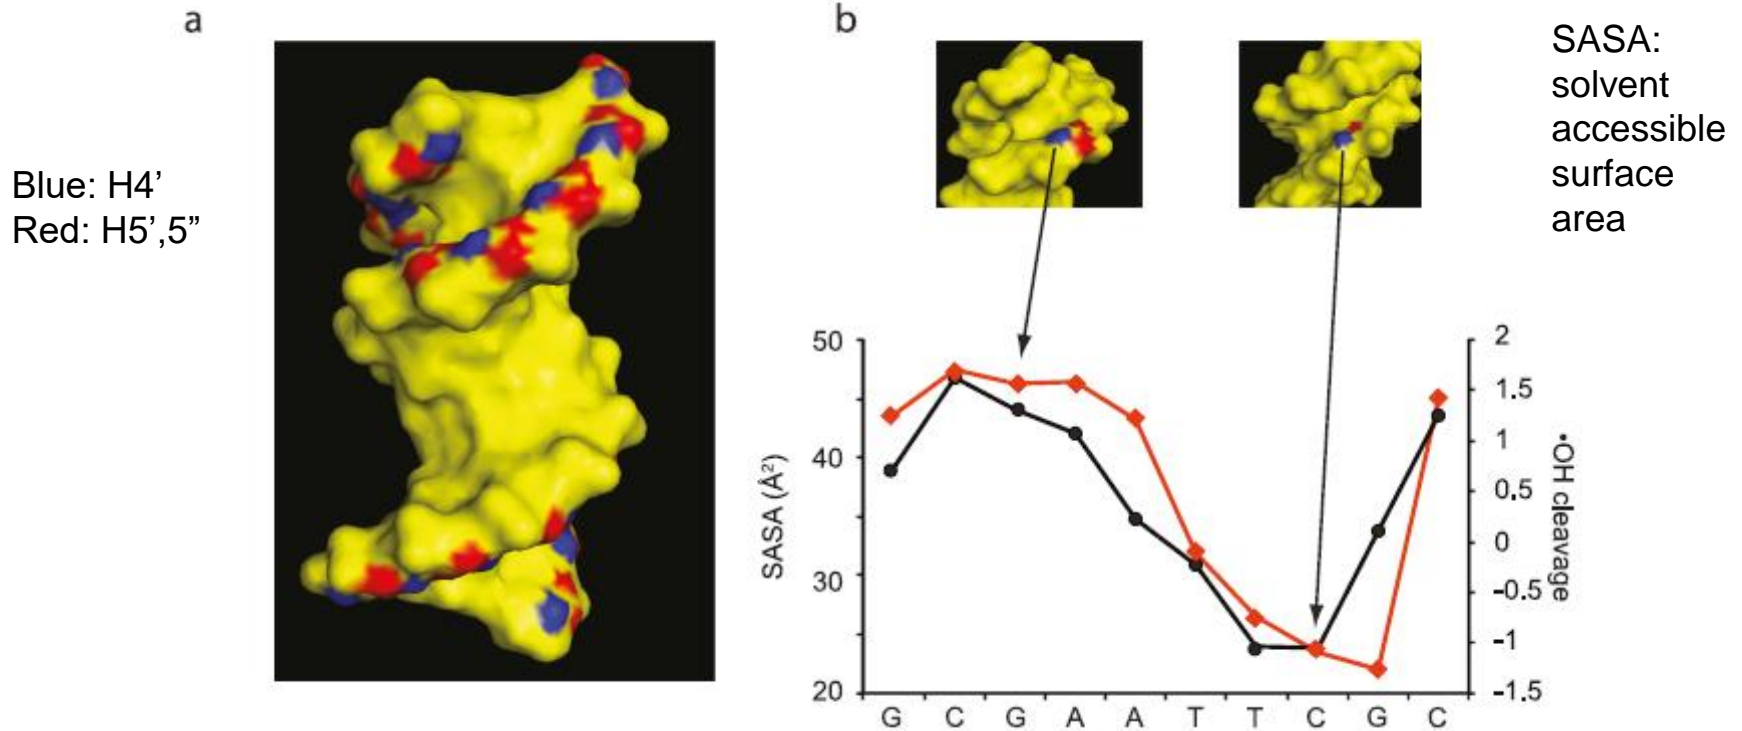 a
b
Blue: H4’
Red: H5’,5”
SASA:
solvent
accessible
surface
area
50
40
30
20
SASA (Å²)
2
1.5
1
0.5
0
−0.5
−1
−1.5
•OH cleavage
G C G A A T T C G C